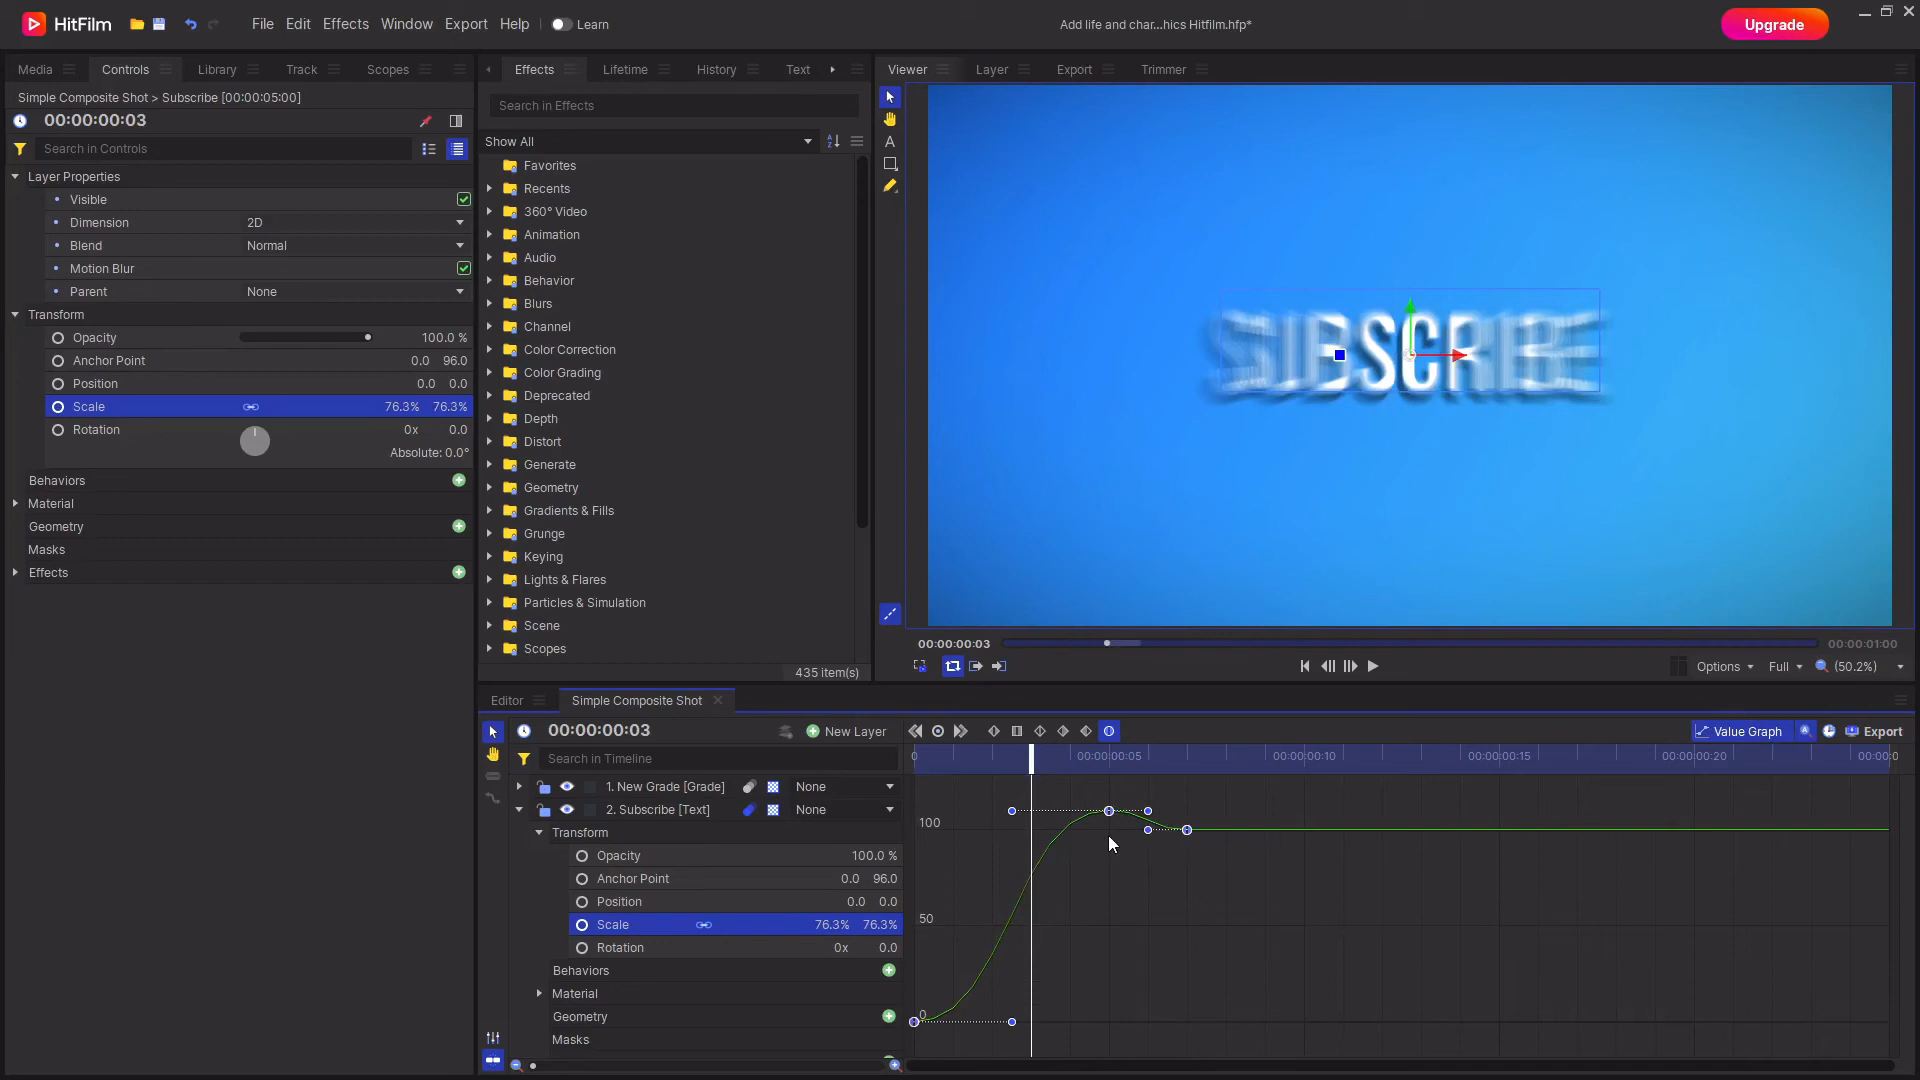 HitFilm File Edit Effects Window Export Help Learn Add life and char...hics Hitfilm.hfp* Upgrade
Media Controls Library Track Scopes Effects Lifetime History Text Viewer Layer Export Trimmer
Simple Composite Shot > Subscribe [00:00:05:00]
00:00:00:03
Search in Controls
Layer Properties
Visible
Dimension 2D
Blend Normal
Motion Blur
Parent None
Transform
Opacity 100.0 %
Anchor Point 0.0 96.0
Position 0.0 0.0
Scale 76.3% 76.3%
Rotation 0x 0.0
Absolute: 0.0°
Behaviors
Material
Geometry
Masks
Effects
Search in Effects
Show All
Favorites
Recents
360° Video
Animation
Audio
Behavior
Blurs
Channel
Color Correction
Color Grading
Deprecated
Depth
Distort
Generate
Geometry
Gradients & Fills
Grunge
Keying
Lights & Flares
Particles & Simulation
Scene
Scopes
435 item(s)
A
SUBSCRIBE
00:00:00:03 00:00:01:00
Options Full (50.2%)
Editor Simple Composite Shot
00:00:00:03 New Layer Value Graph Export
Search in Timeline
0 00:00:00:05 00:00:00:10 00:00:00:15 00:00:00:20 00:00:0
1. New Grade [Grade] None
2. Subscribe [Text] None
Transform
Opacity 100.0 %
Anchor Point 0.0 96.0
Position 0.0 0.0
Scale 76.3% 76.3%
Rotation 0x 0.0
Behaviors
Material
Geometry
Masks
100
50
0